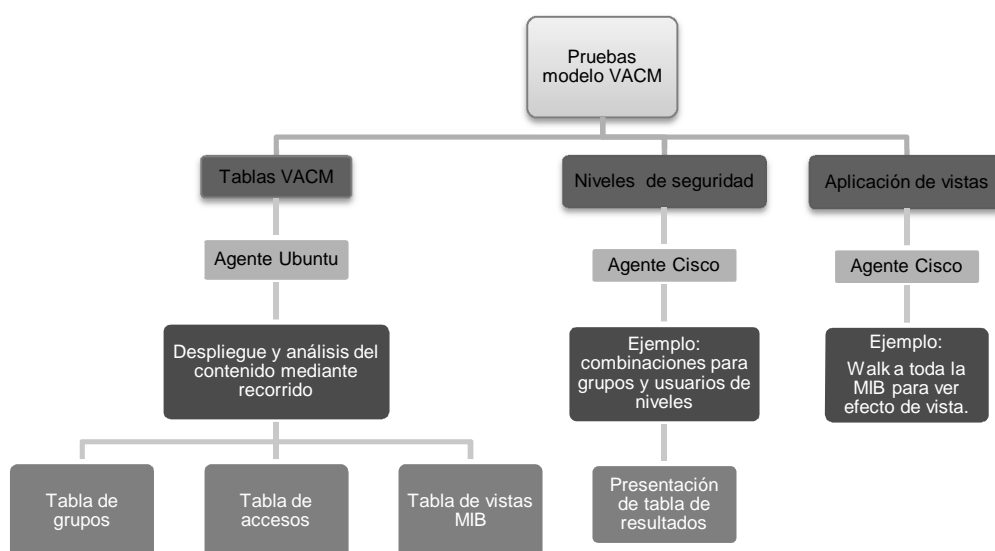 Pruebas
modelo VACM
Tablas VACM
Niveles de seguridad
Aplicación de vistas
Agente Ubuntu
Agente Cisco
Agente Cisco
Despliegue y análisis del
contenido mediante
recorrido
Ejemplo:
combinaciones para
grupos y usuarios de
niveles
Ejemplo:
Walk a toda la
MIB para ver
efecto de vista.
Tabla de
grupos
Tabla de
accesos
Tabla de vistas
MIB
Presentación
de tabla de
resultados